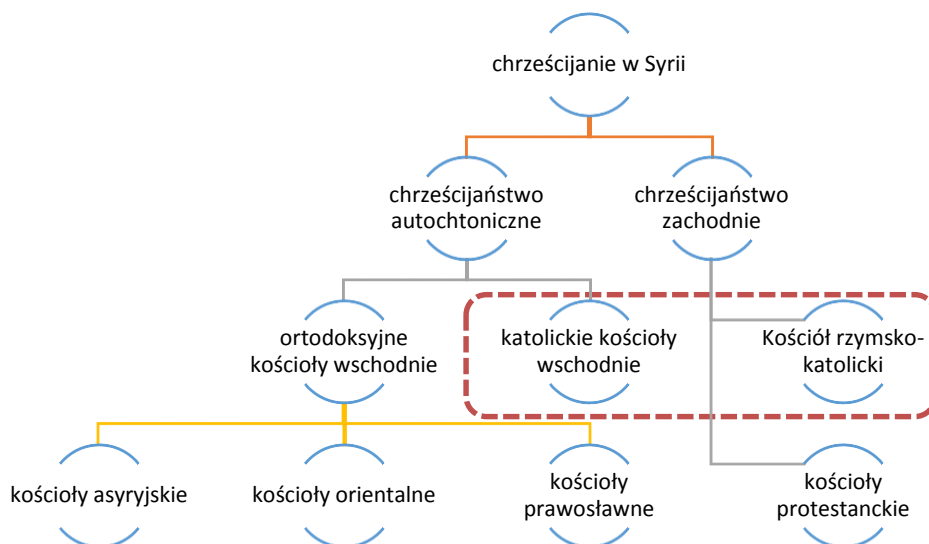 chrześcijanie w Syrii
chrześcijaństwo
autochtoniczne
chrześcijaństwo
zachodnie
ortodoksyjne
kościoły wschodnie
katolickie kościoły
wschodnie
Kościół rzymsko-
katolicki
kościoły asyryjskie
kościoły orientalne
kościoły
prawosławne
kościoły
protestanckie